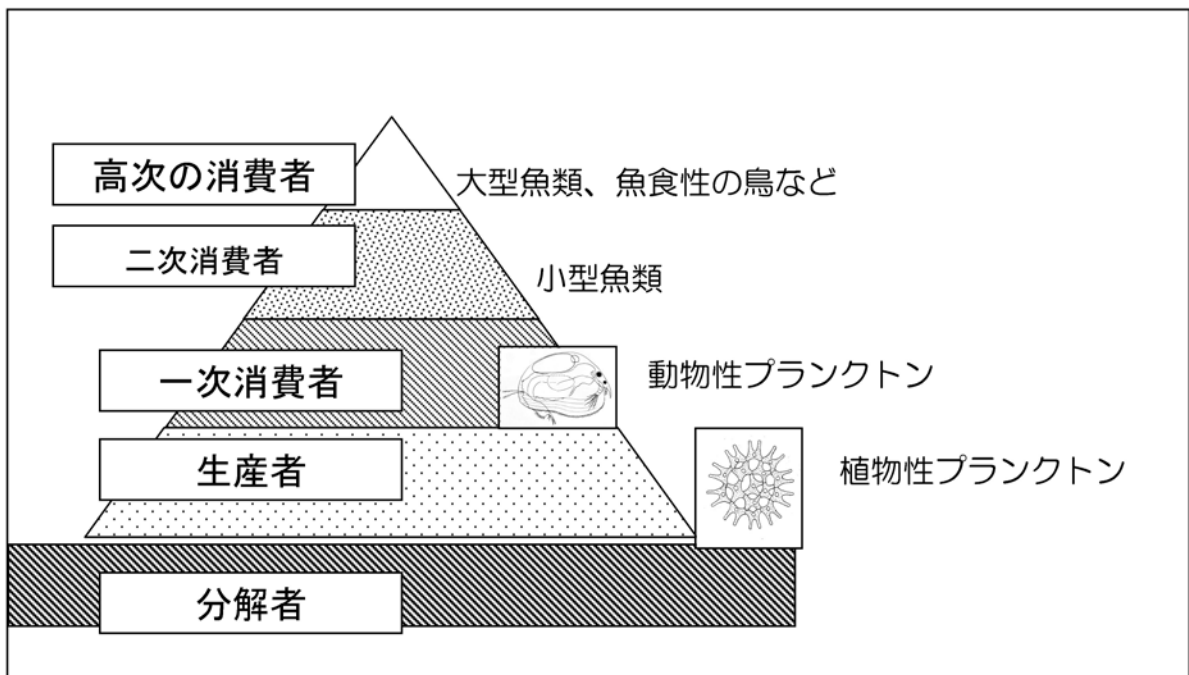 高次の消費者
大型魚類、魚食性の鳥など
二次消費者
小型魚類
一次消費者
動物性プランクトン
生産者
植物性プランクトン
分解者